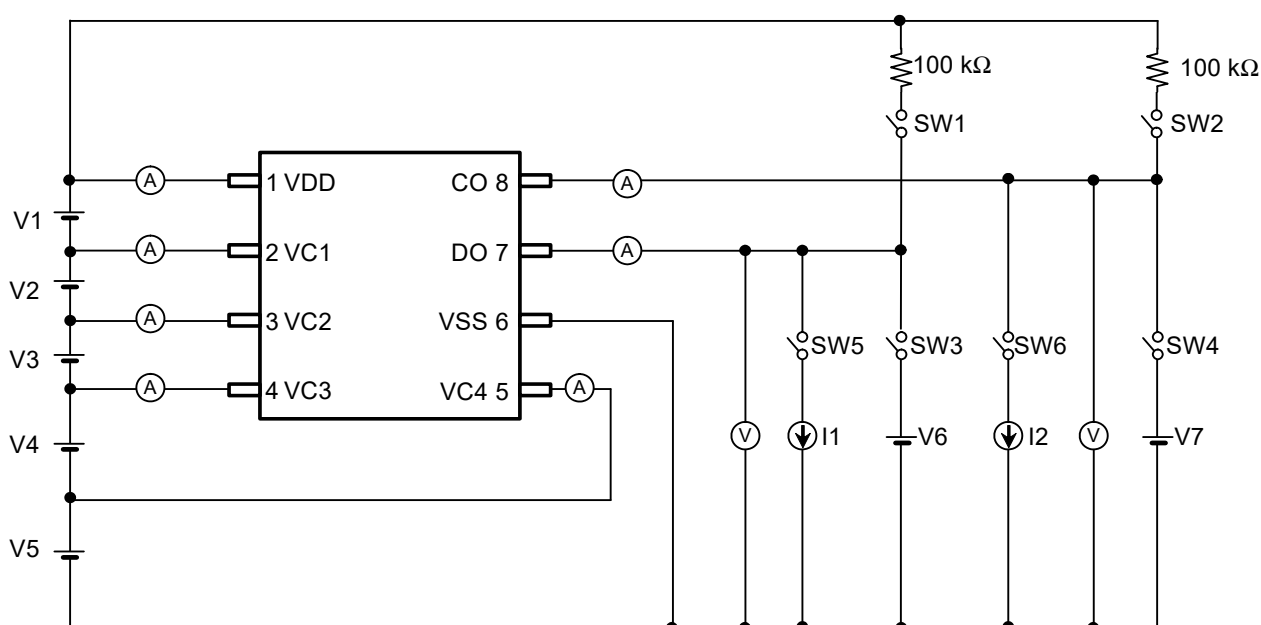 100 kΩ
100 kΩ
SW1
SW2
A
1 VDD
CO 8
A
V1
A
2 VC1
DO 7
A
V2
A
3 VC2
VSS 6
V3
SW5
SW3
SW6
SW4
A
4 VC3
VC4 5
A
V4
V
I1
V6
I2
V
V7
V5